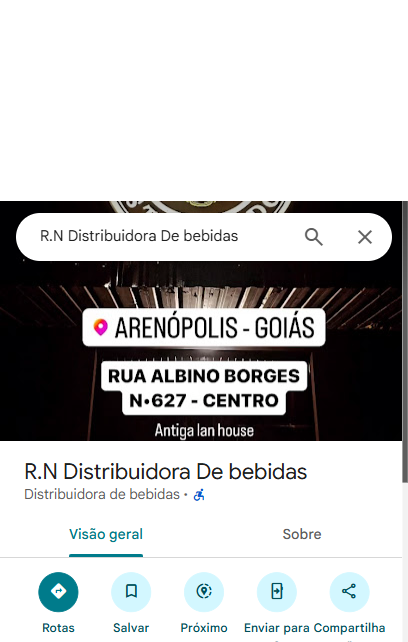 R.N Distribuidora De bebidas
ARENÓPOLIS - GOIÁS
RUA ALBINO BORGES
N•627 - CENTRO
Antiga lan house
R.N Distribuidora De bebidas
Distribuidora de bebidas ·
Visão geral Sobre
Rotas Salvar Próximo Enviar para Compartilha